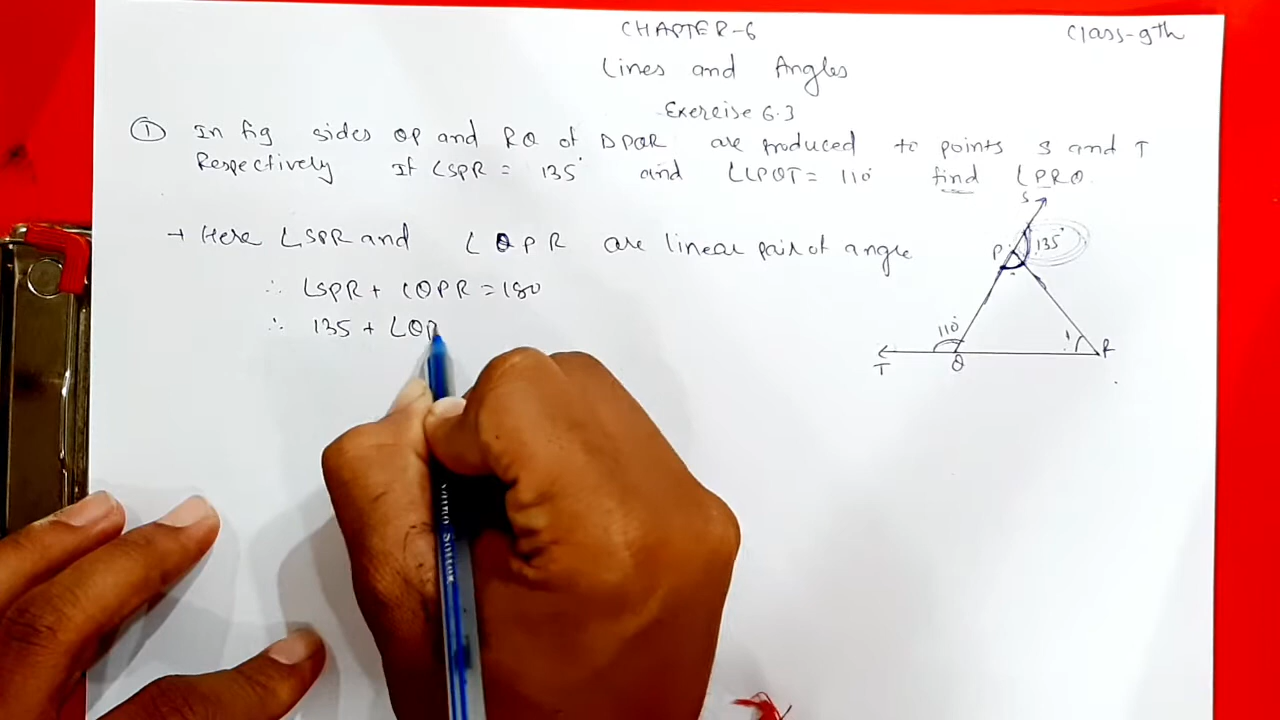 CHAPTER-6
Class-9th
Lines and Angles
Exercise 6.3
① In fig sides QP and RQ of ΔPQR are produced to points S and T
Respectively If ∠SPR = 135° and ∠PQT = 110° find ∠PRQ.
→ Here ∠SPR and ∠QPR are linear pair of angle
∴ ∠SPR + ∠QPR = 180
∴ 135 + ∠QP
S
P
135°
110°
T
Q
R